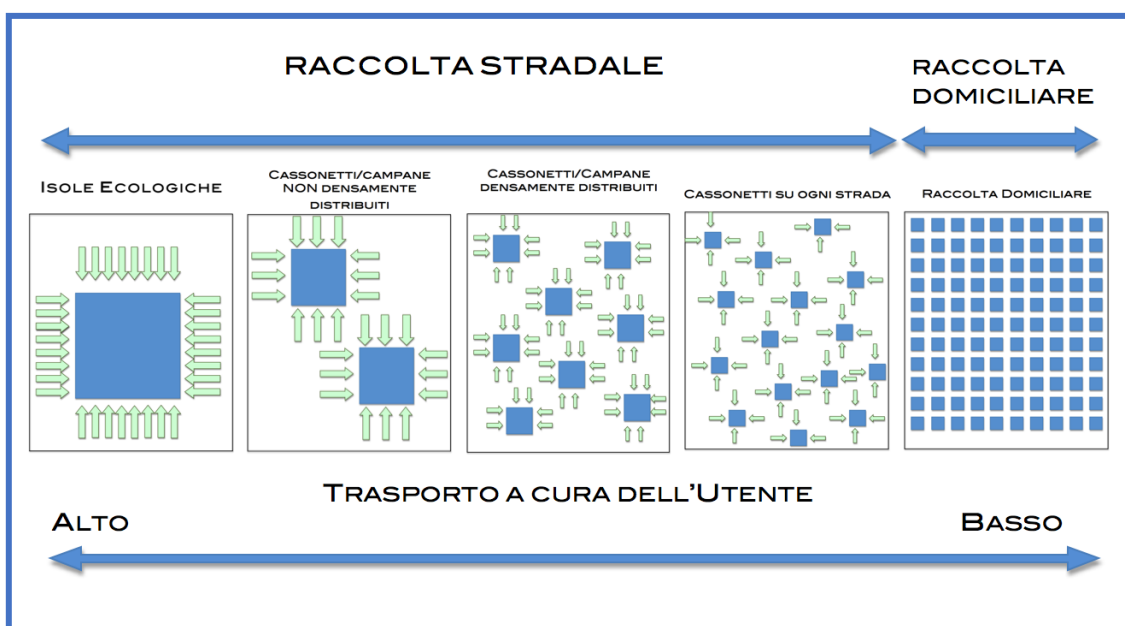 RACCOLTA STRADALE
RACCOLTA
DOMICILIARE
ISOLE ECOLOGICHE
CASSONETTI/CAMPANE
NON DENSAMENTE
DISTRIBUITI
CASSONETTI/CAMPANE
DENSAMENTE DISTRIBUITI
CASSONETTI SU OGNI STRADA
RACCOLTA DOMICILIARE
TRASPORTO A CURA DELL'UTENTE
ALTO
BASSO